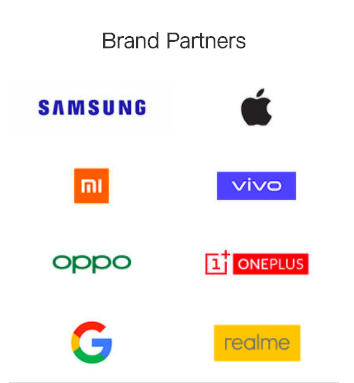 Brand Partners
SAMSUNG
mi
vivo
oppo
1+ ONEPLUS
G
realme